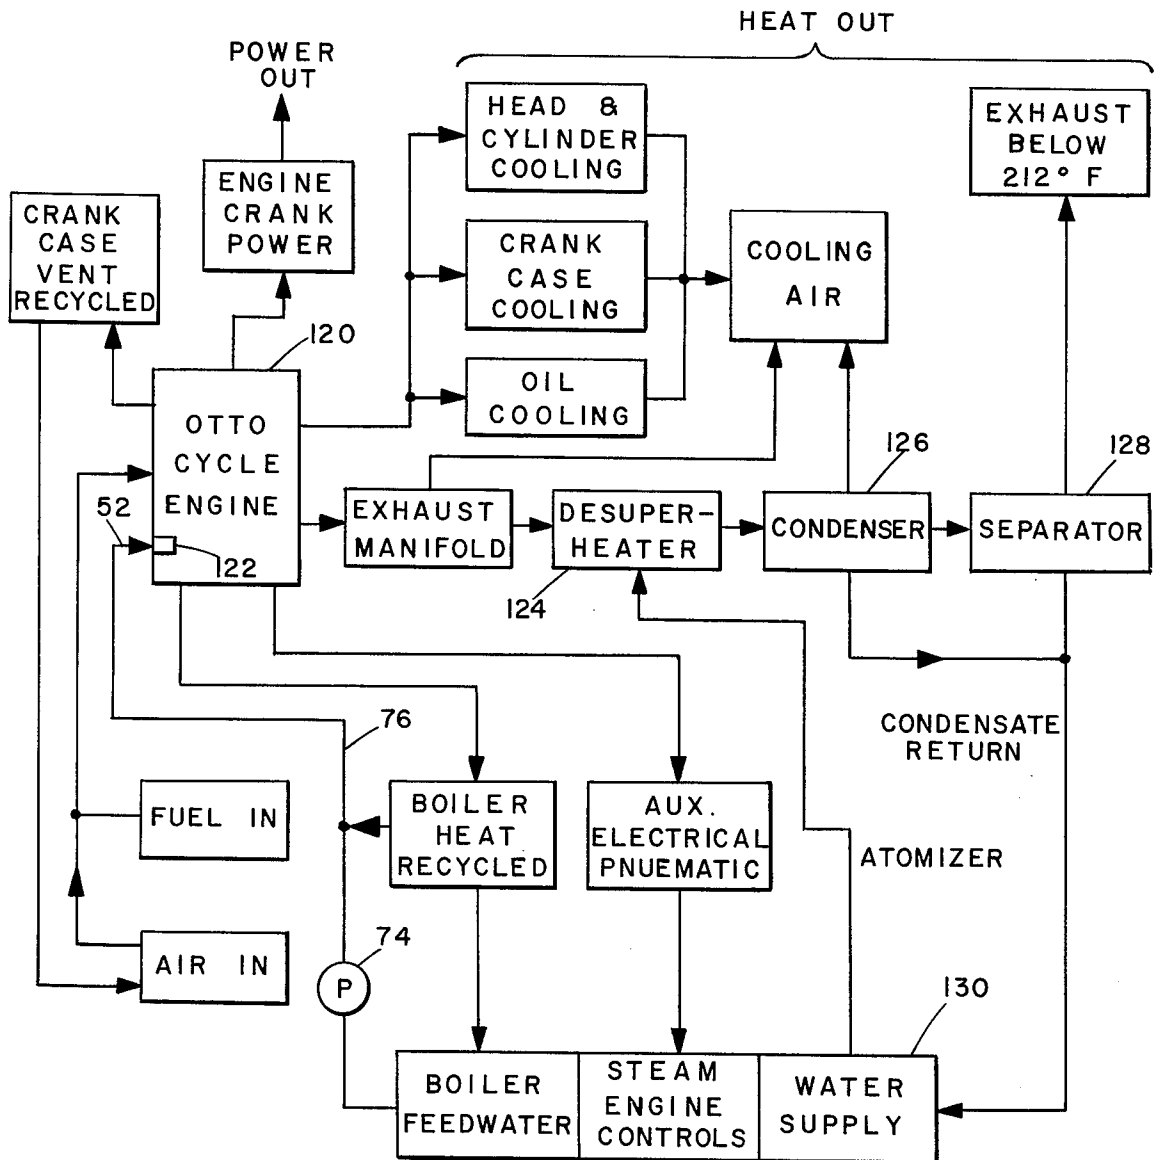 HEAT OUT
POWER
OUT
HEAD &
CYLINDER
COOLING
EXHAUST
BELOW
212° F
ENGINE
CRANK
POWER
CRANK
CASE
VENT
RECYCLED
CRANK
CASE
COOLING
COOLING
AIR
120
OIL
COOLING
OTTO
CYCLE
ENGINE
126
128
52
EXHAUST
MANIFOLD
DESUPER-
HEATER
CONDENSER
SEPARATOR
122
124
76
CONDENSATE
RETURN
FUEL IN
BOILER
HEAT
RECYCLED
AUX.
ELECTRICAL
PNUEMATIC
ATOMIZER
74
AIR IN
P
130
BOILER
FEEDWATER
STEAM
ENGINE
CONTROLS
WATER
SUPPLY